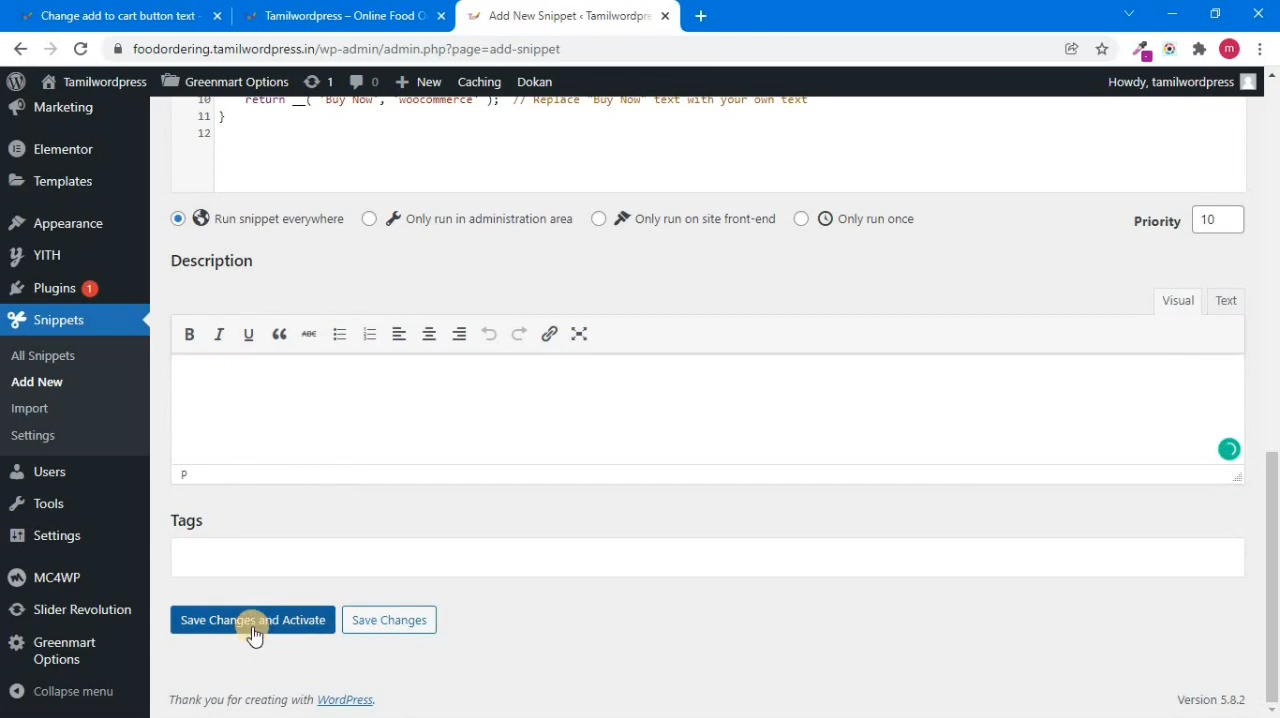 Change add to cart button text -
Tamilwordpress – Online Food O
Add New Snippet ‹ Tamilwordpre
foodordering.tamilwordpress.in/wp-admin/admin.php?page=add-snippet
m
Tamilwordpress
Greenmart Options
1
0
New
Caching
Dokan
Howdy, tamilwordpress
Marketing
Elementor
Templates
Appearance
YITH
Plugins 1
Snippets
All Snippets
Add New
Import
Settings
Users
Tools
Settings
MC4WP
Slider Revolution
Greenmart
Options
Collapse menu
10 return __( 'Buy Now', 'woocommerce' ); // Replace "Buy Now" text with your own text
11 }
12
Run snippet everywhere
Only run in administration area
Only run on site front-end
Only run once
Priority 10
Description
Visual Text
B I U ABC
P
Tags
Save Changes and Activate
Save Changes
Thank you for creating with WordPress.
Version 5.8.2